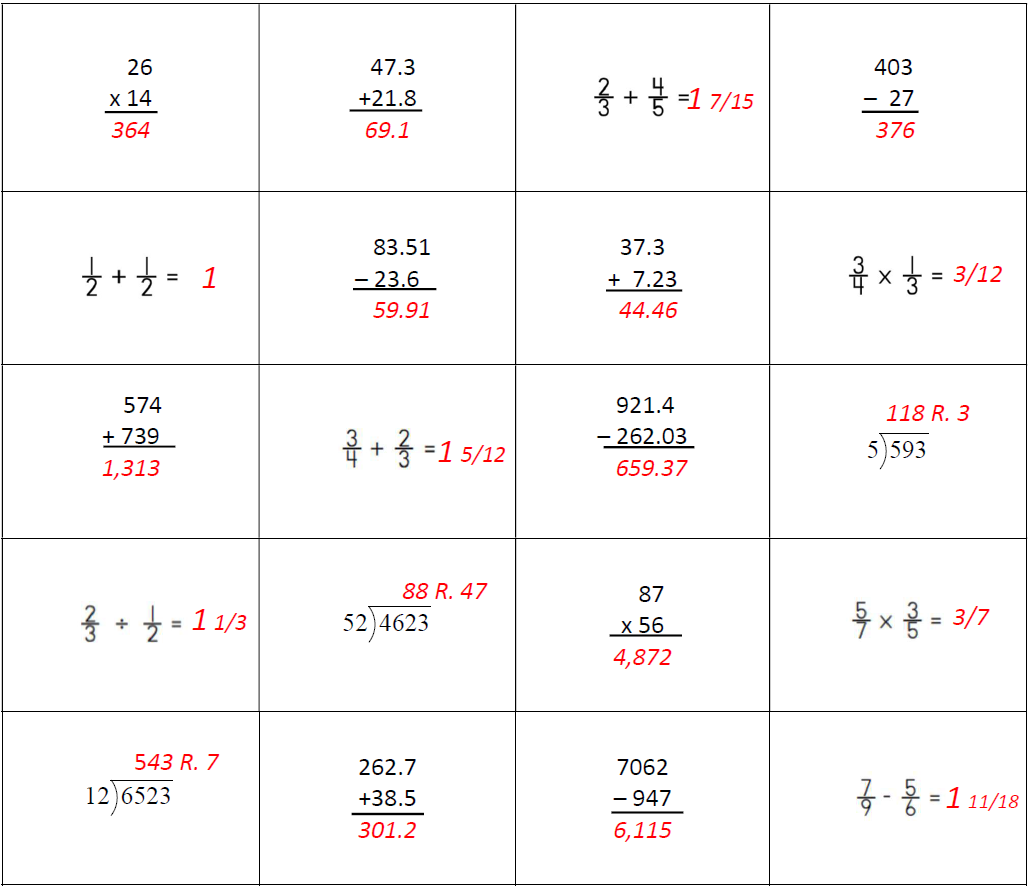 26
x 14
364
47.3
+21.8
69.1
2/3 + 4/5 =1 7/15
403
– 27
376
1/2 + 1/2 = 1
83.51
– 23.6
59.91
37.3
+ 7.23
44.46
3/4 x 1/3 = 3/12
574
+ 739
1,313
3/4 + 2/3 =1 5/12
921.4
– 262.03
659.37
118 R. 3
5)593
2/3 ÷ 1/2 = 1 1/3
88 R. 47
52)4623
87
x 56
4,872
5/7 x 3/5 = 3/7
543 R. 7
12)6523
262.7
+38.5
301.2
7062
– 947
6,115
7/9 - 5/6 = 1 11/18